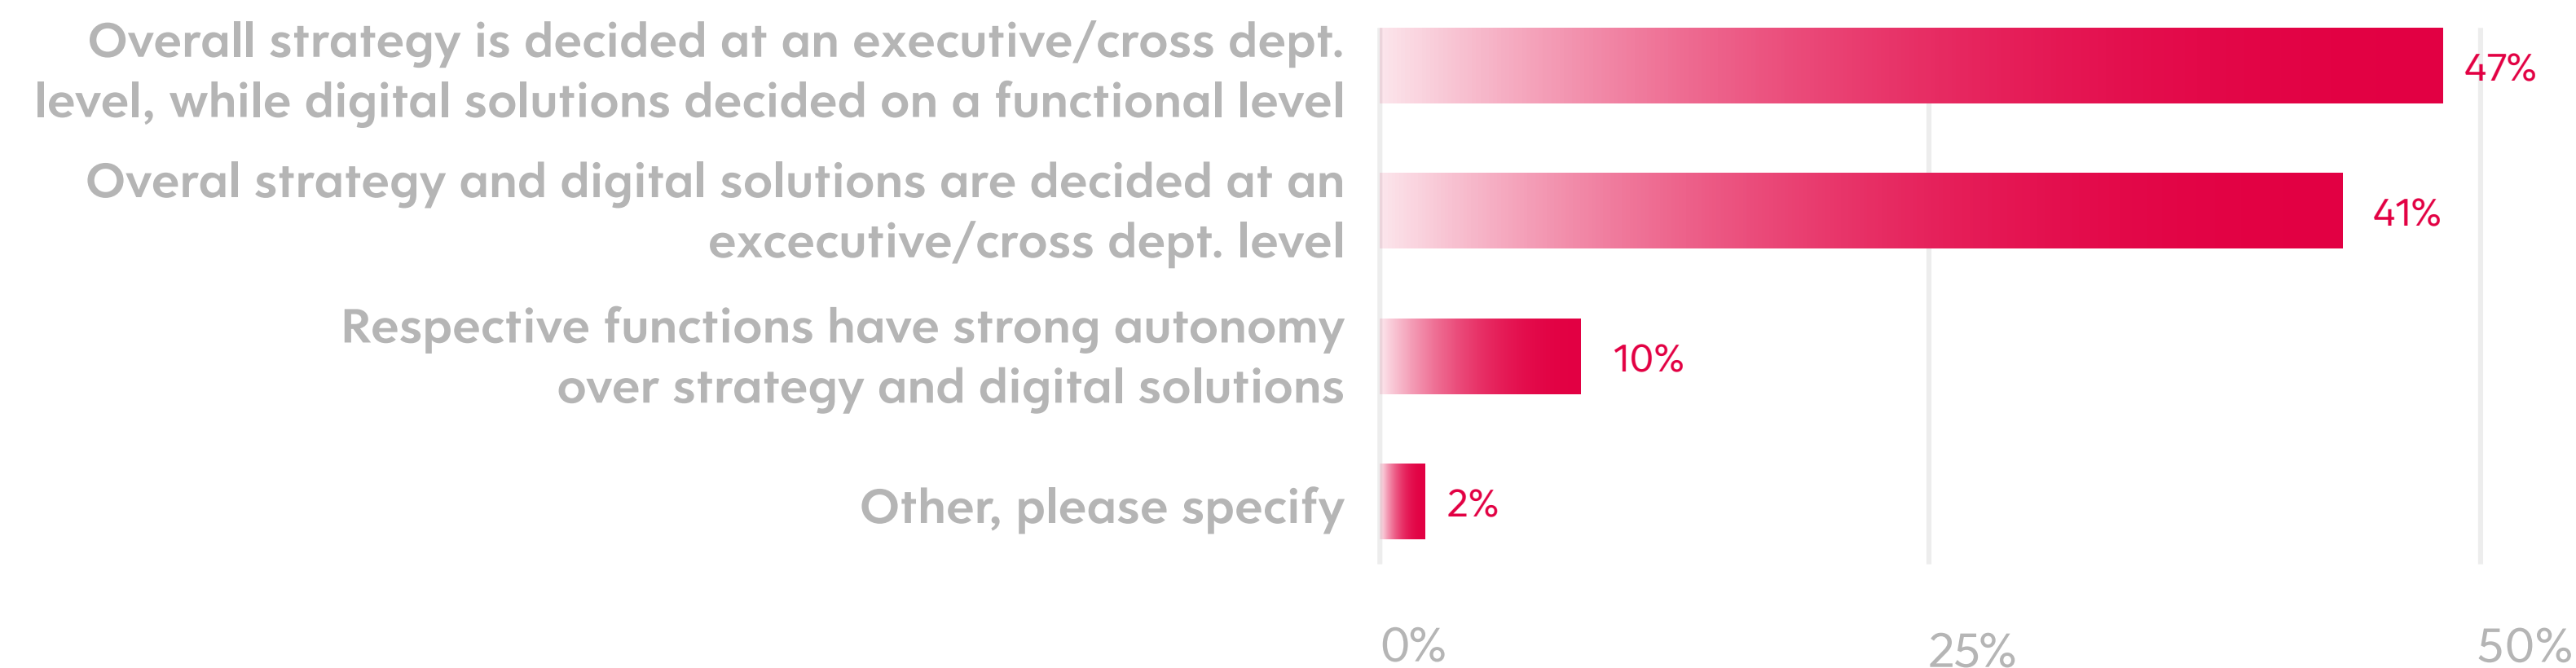 Overall strategy is decided at an executive/cross dept.
level, while digital solutions decided on a functional level
47%
Overal strategy and digital solutions are decided at an
excecutive/cross dept. level
41%
Respective functions have strong autonomy
over strategy and digital solutions
10%
Other, please specify
2%
0%
25%
50%